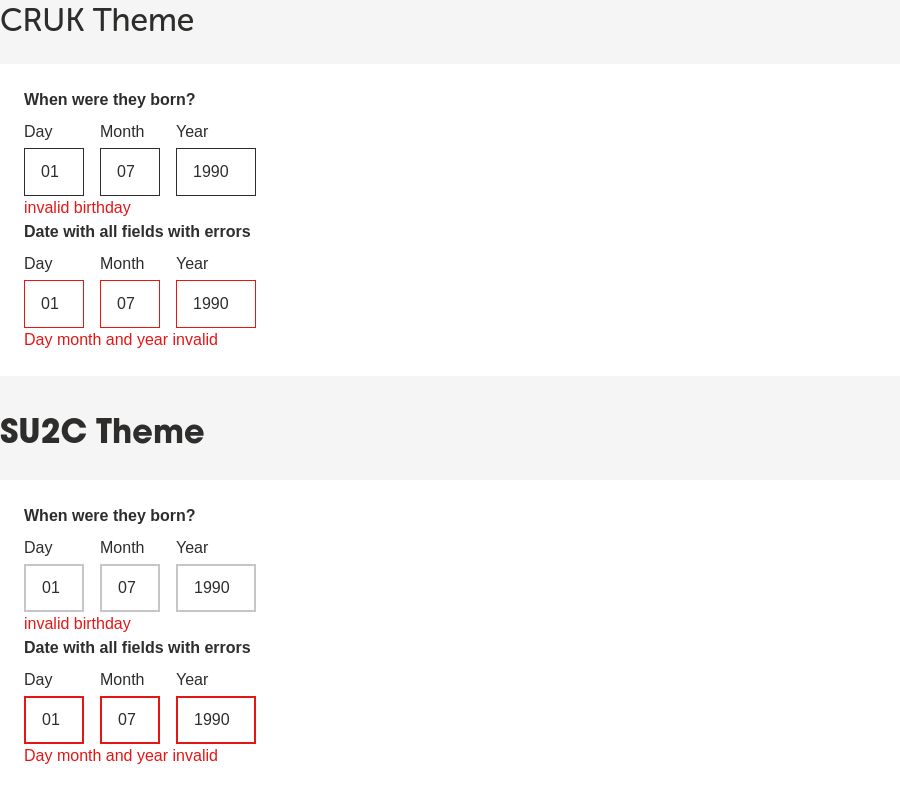 CRUK Theme
When were they born?
Day Month Year
01 07 1990
invalid birthday
Date with all fields with errors
Day Month Year
01 07 1990
Day month and year invalid
SU2C Theme
When were they born?
Day Month Year
01 07 1990
invalid birthday
Date with all fields with errors
Day Month Year
01 07 1990
Day month and year invalid